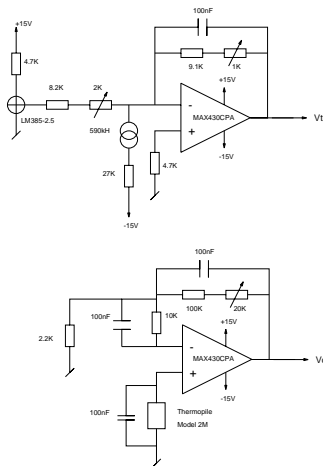 100nF
+15V
9.1K
1K
4.7K
+15V
8.2K
2K
-
MAX430CPA
Vt
LM385-2.5
590kH
+
4.7K
-15V
27K
-15V
100nF
100K
20K
100nF
10K
+15V
2.2K
-
MAX430CPA
+
-15V
100nF
Thermopile
Model 2M